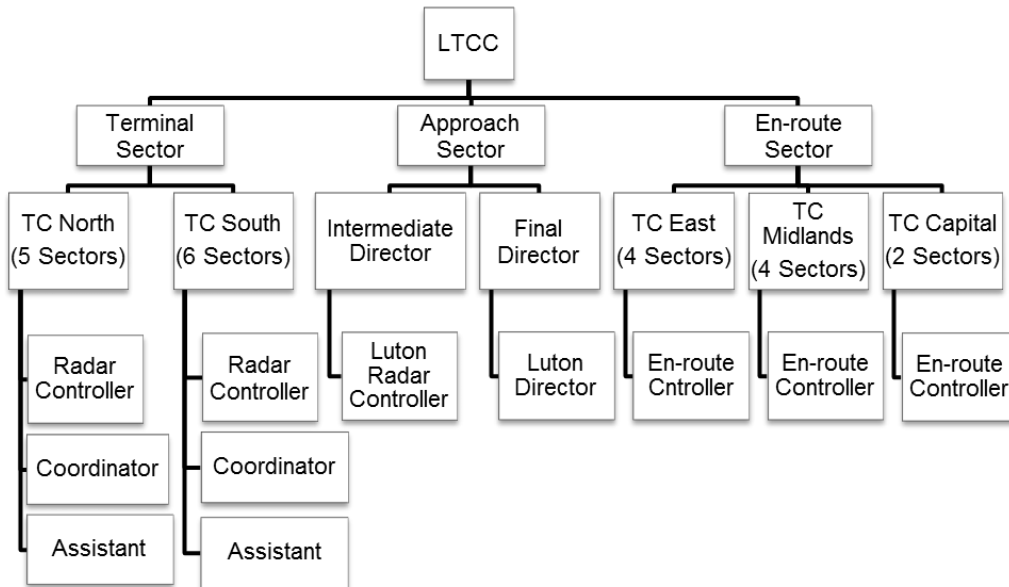 LTCC
Terminal
Sector
Approach
Sector
En-route
Sector
TC North
(5 Sectors)
TC South
(6 Sectors)
Intermediate
Director
Final
Director
TC East
(4 Sectors)
TC
Midlands
(4 Sectors)
TC Capital
(2 Sectors)
Radar
Controller
Radar
Controller
Luton
Radar
Controller
Luton
Director
En-route
Cntroller
En-route
Controller
En-route
Controller
Coordinator
Coordinator
Assistant
Assistant